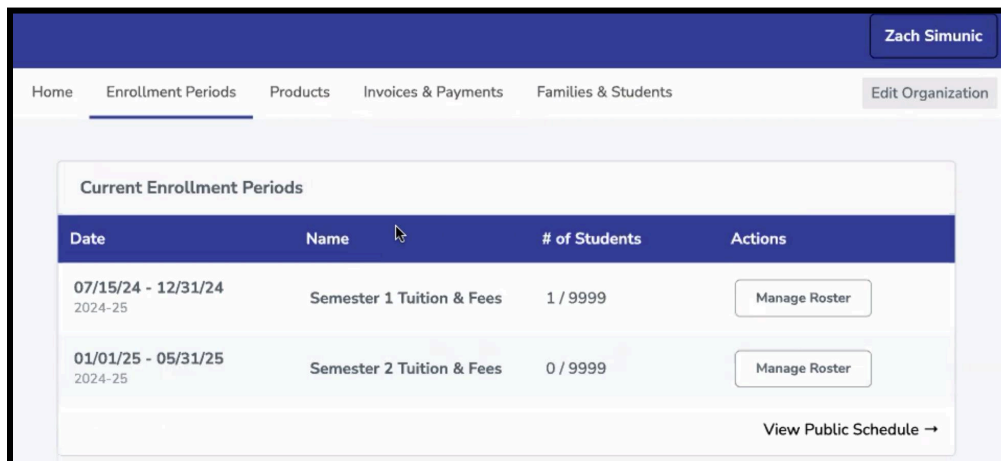 Zach Simunic
Home Enrollment Periods Products Invoices & Payments Families & Students Edit Organization
Current Enrollment Periods
Date Name # of Students Actions
07/15/24 - 12/31/24
2024-25
Semester 1 Tuition & Fees 1 / 9999 Manage Roster
01/01/25 - 05/31/25
2024-25
Semester 2 Tuition & Fees 0 / 9999 Manage Roster
View Public Schedule →